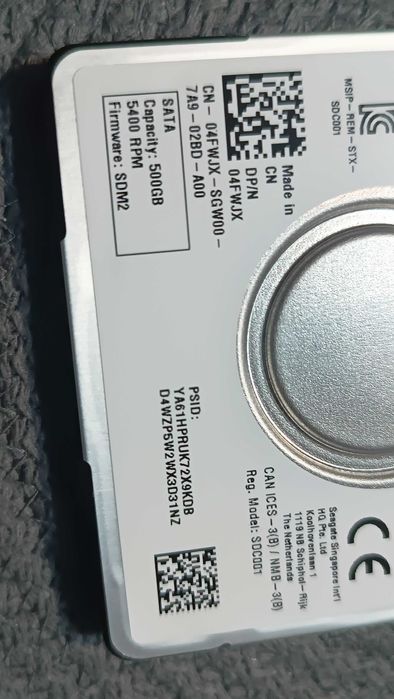 MSIP-REM-STX-
SDC001
Made in
CN
DP/N
04FWJX
CN-04FWJX-SGW00-
7A9-02BD-A00
SATA
Capacity: 500GB
5400 RPM
Firmware: SDM2
Seagate Singapore Int'l
HQ Pte. Ltd
Koolhovenlaan 1
1119 NB Schiphol-Rijk
The Netherlands
CE
CAN ICES-3(B)/NMB-3(B)
Reg. Model: SDC001
PSID:
YA61HPRUK72X9KDB
D4WZP5W2WX3D31NZ